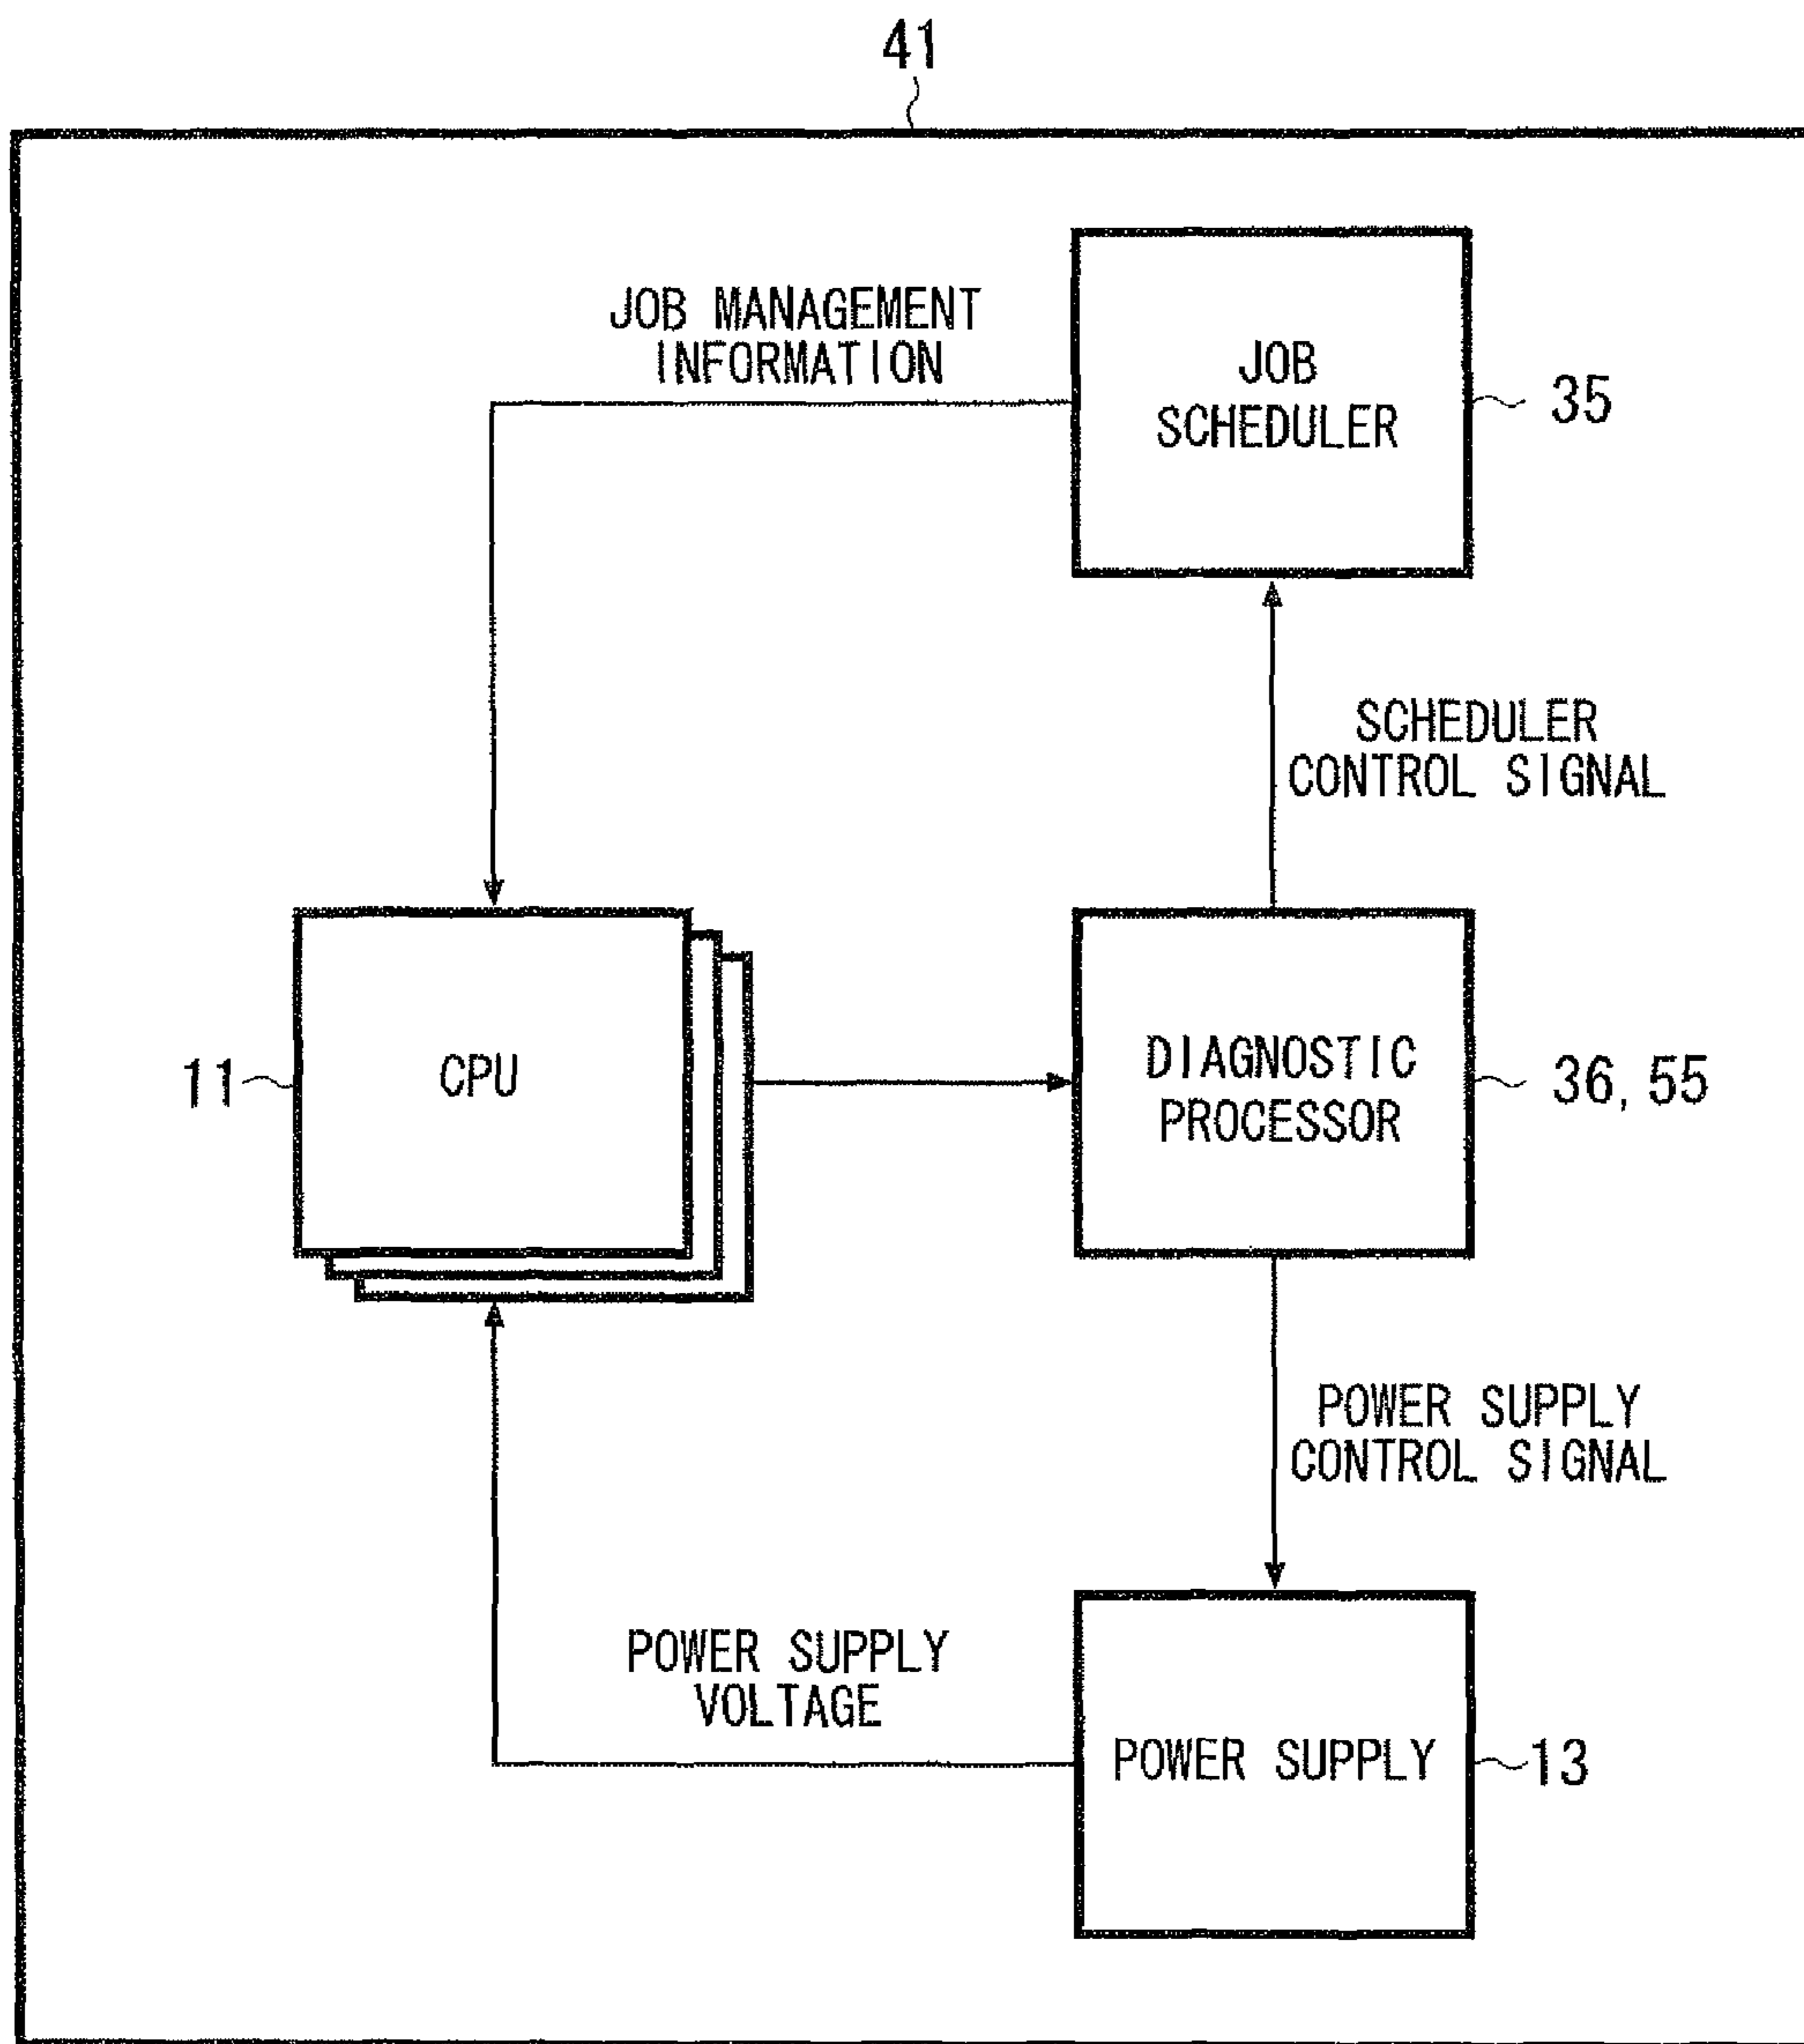 41
JOB MANAGEMENT
INFORMATION
JOB
SCHEDULER
35
SCHEDULER
CONTROL SIGNAL
11
CPU
DIAGNOSTIC
PROCESSOR
36, 55
POWER SUPPLY
CONTROL SIGNAL
POWER SUPPLY
VOLTAGE
POWER SUPPLY
13